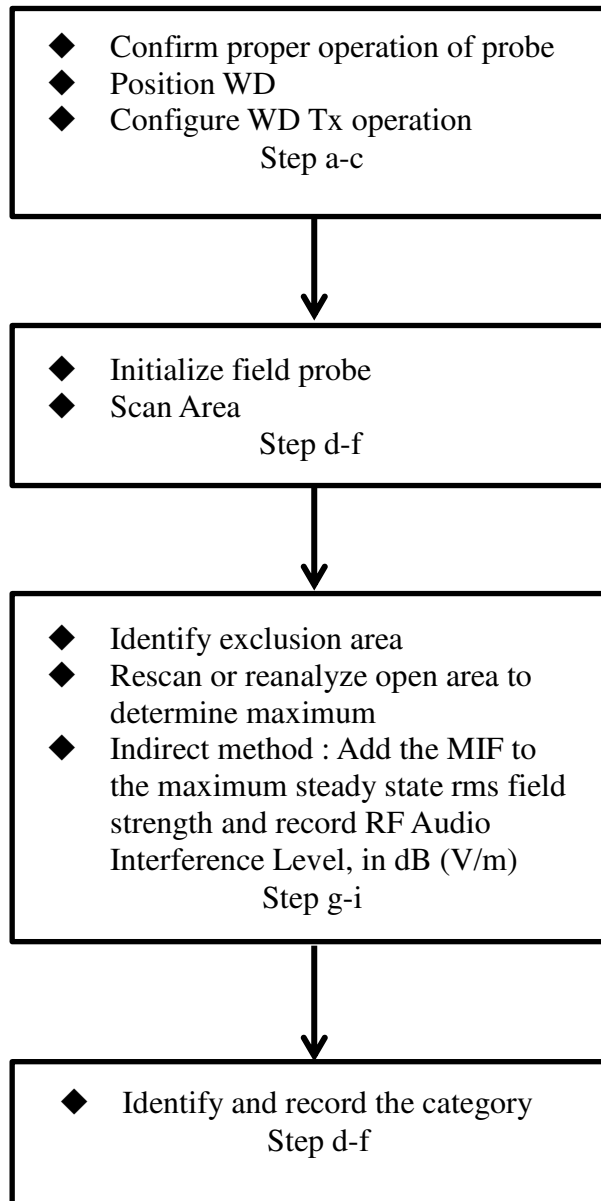 ◆ Confirm proper operation of probe
◆ Position WD
◆ Configure WD Tx operation
Step a-c
◆ Initialize field probe
◆ Scan Area
Step d-f
◆ Identify exclusion area
◆ Rescan or reanalyze open area to
determine maximum
◆ Indirect method : Add the MIF to
the maximum steady state rms field
strength and record RF Audio
Interference Level, in dB (V/m)
Step g-i
◆ Identify and record the category
Step d-f